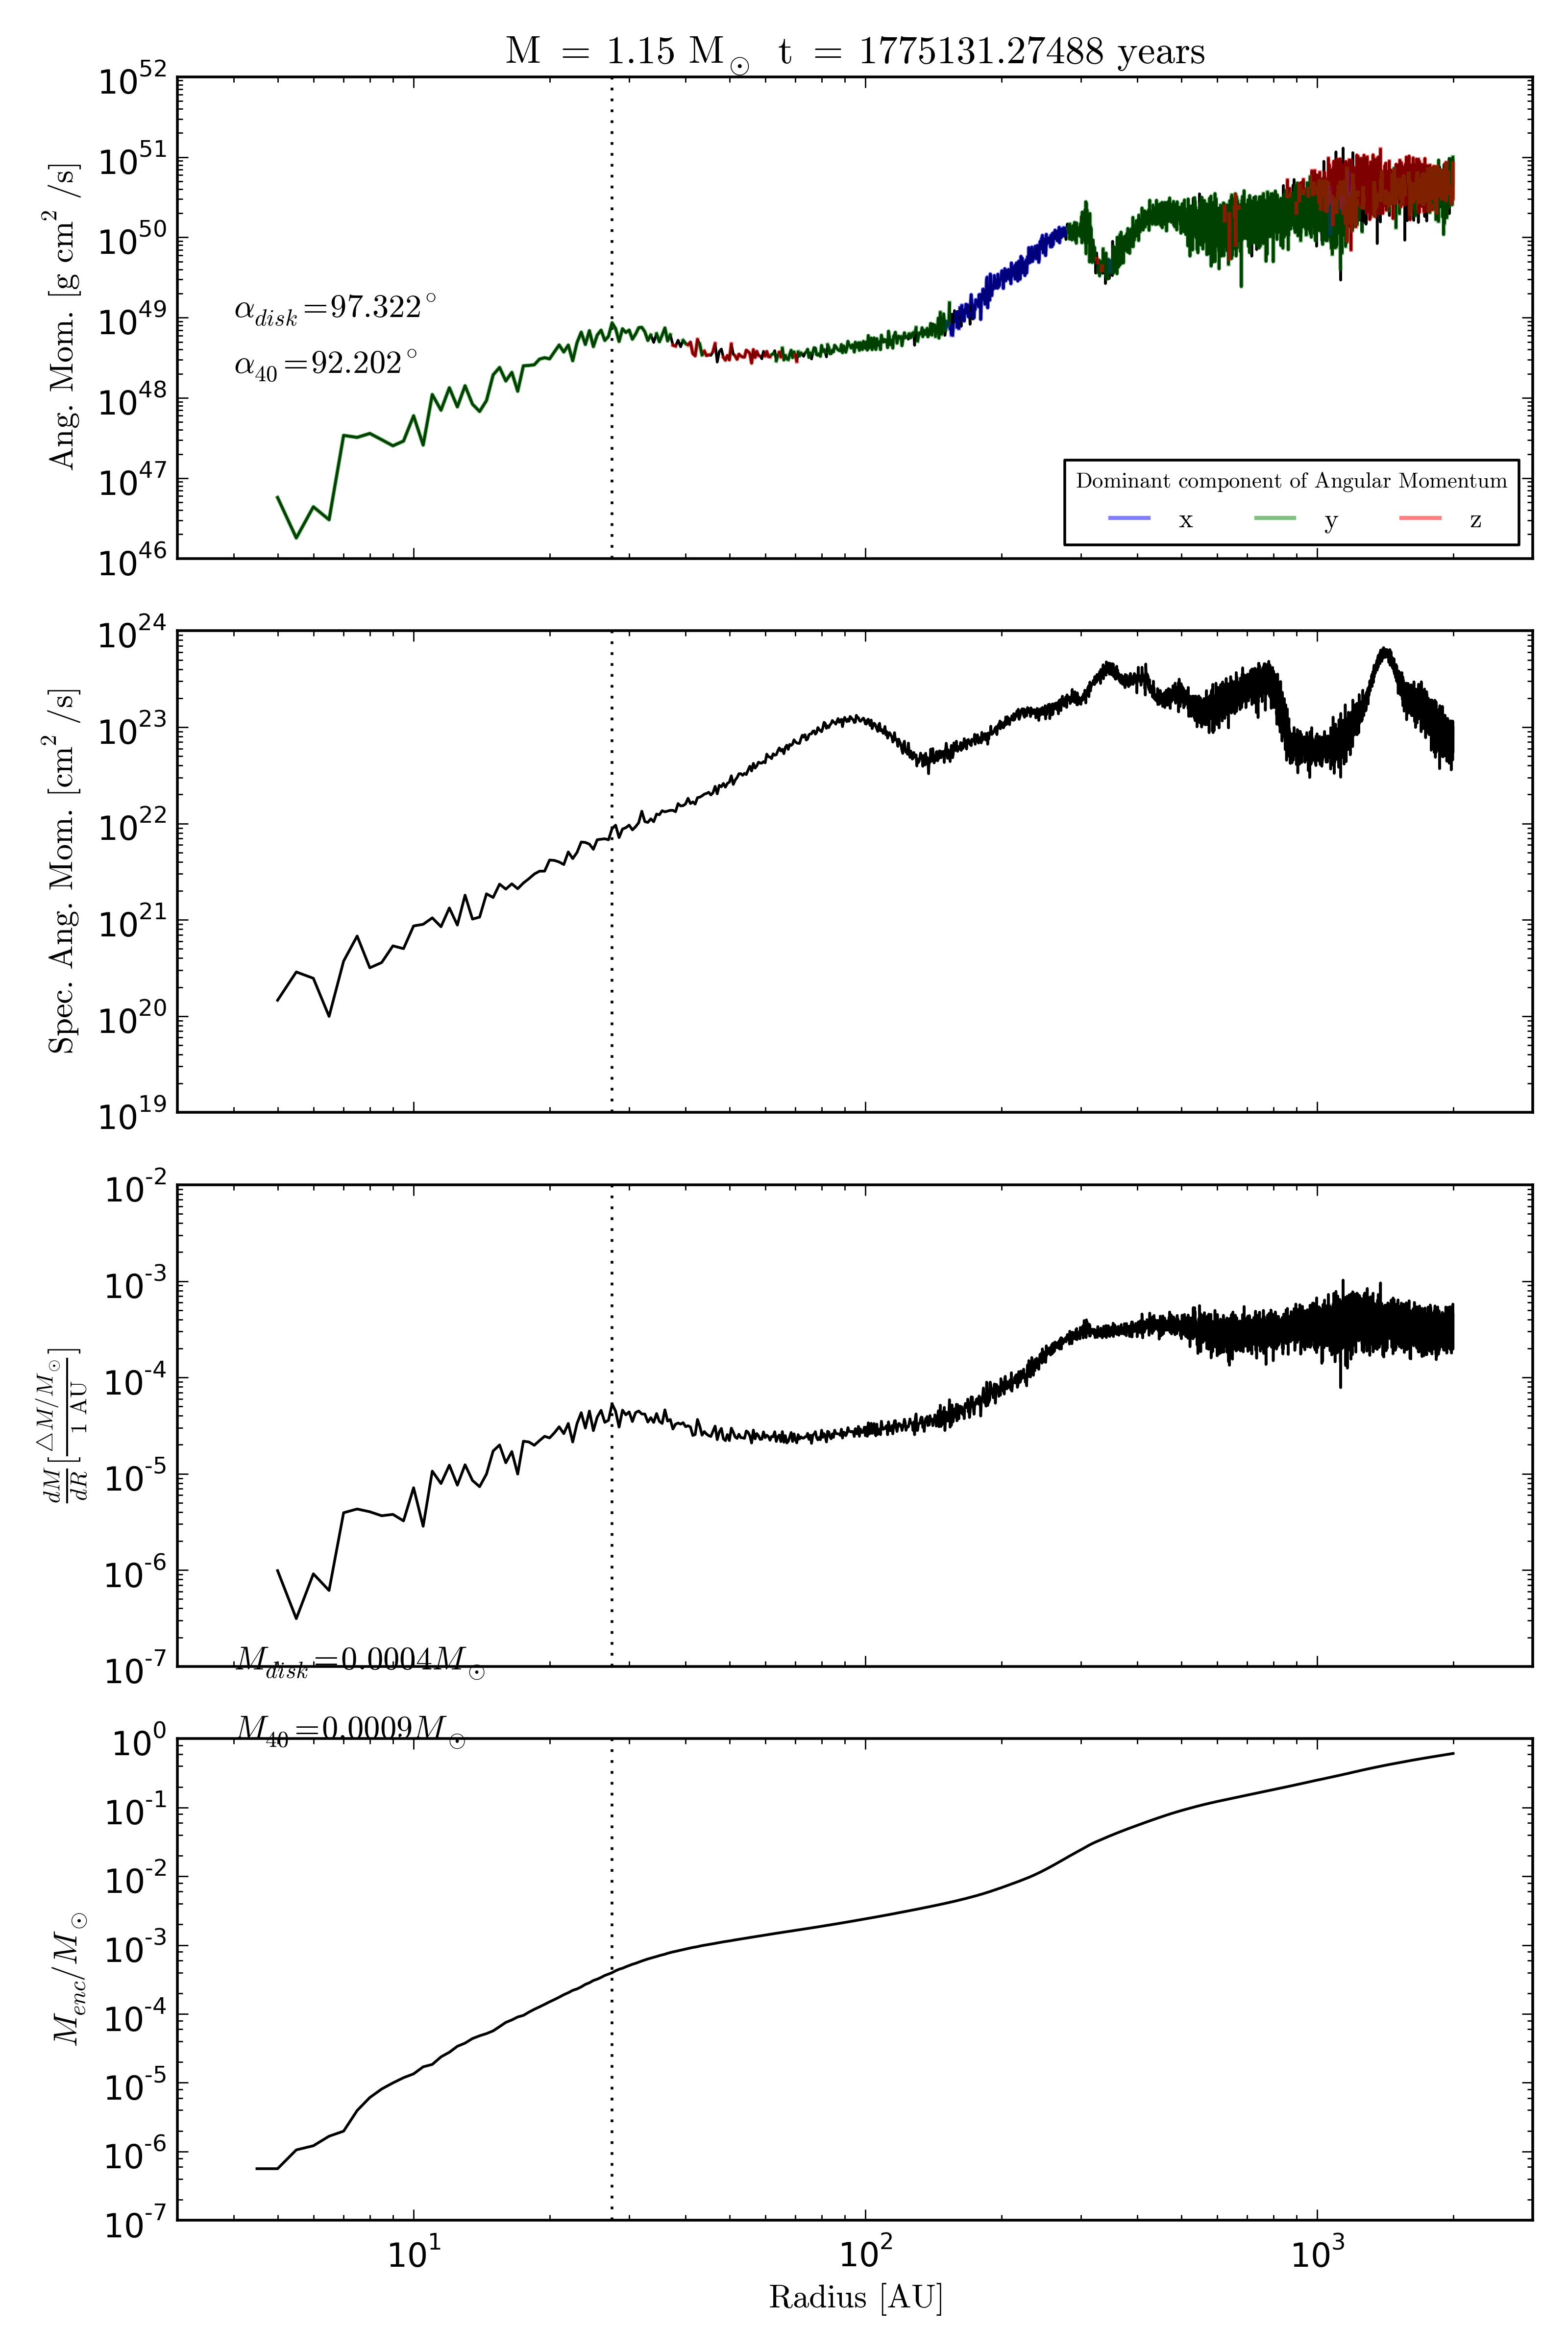 M = 1.15 M⊙ t = 1775131.27488 years
10^52
10^51
10^50
10^49
10^48
10^47
10^46
Ang. Mom. [g cm^2 /s]
α_disk=97.322°
α_40=92.202°
Dominant component of Angular Momentum
x y z
10^24
10^23
10^22
10^21
10^20
10^19
Spec. Ang. Mom. [cm^2 /s]
10^-2
10^-3
10^-4
10^-5
10^-6
10^-7
dM/dR [△M/M⊙ / 1 AU]
M_disk=0.0004M⊙
M_40=0.0009M⊙
10^0
10^-1
10^-2
10^-3
10^-4
10^-5
10^-6
10^-7
M_enc/M⊙
10^1 10^2 10^3
Radius [AU]